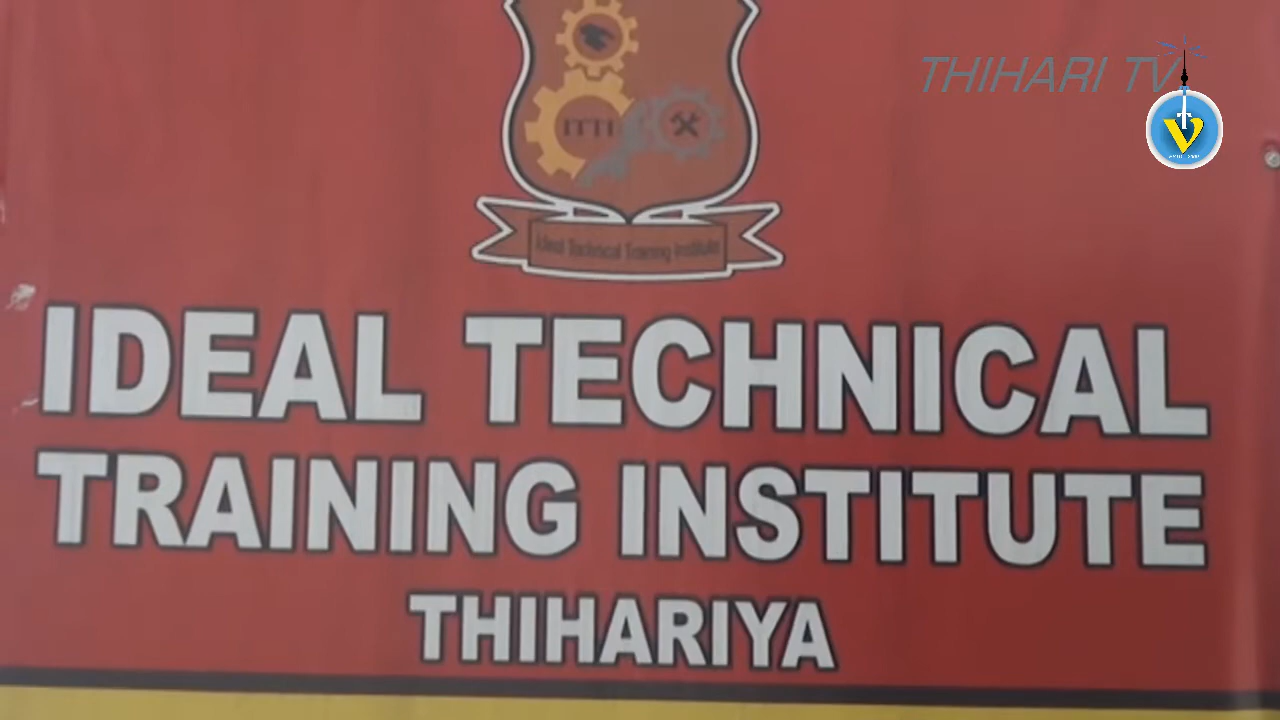 THIHARI TV
ITTI
Ideal Technical Training Institute
IDEAL TECHNICAL
TRAINING INSTITUTE
THIHARIYA